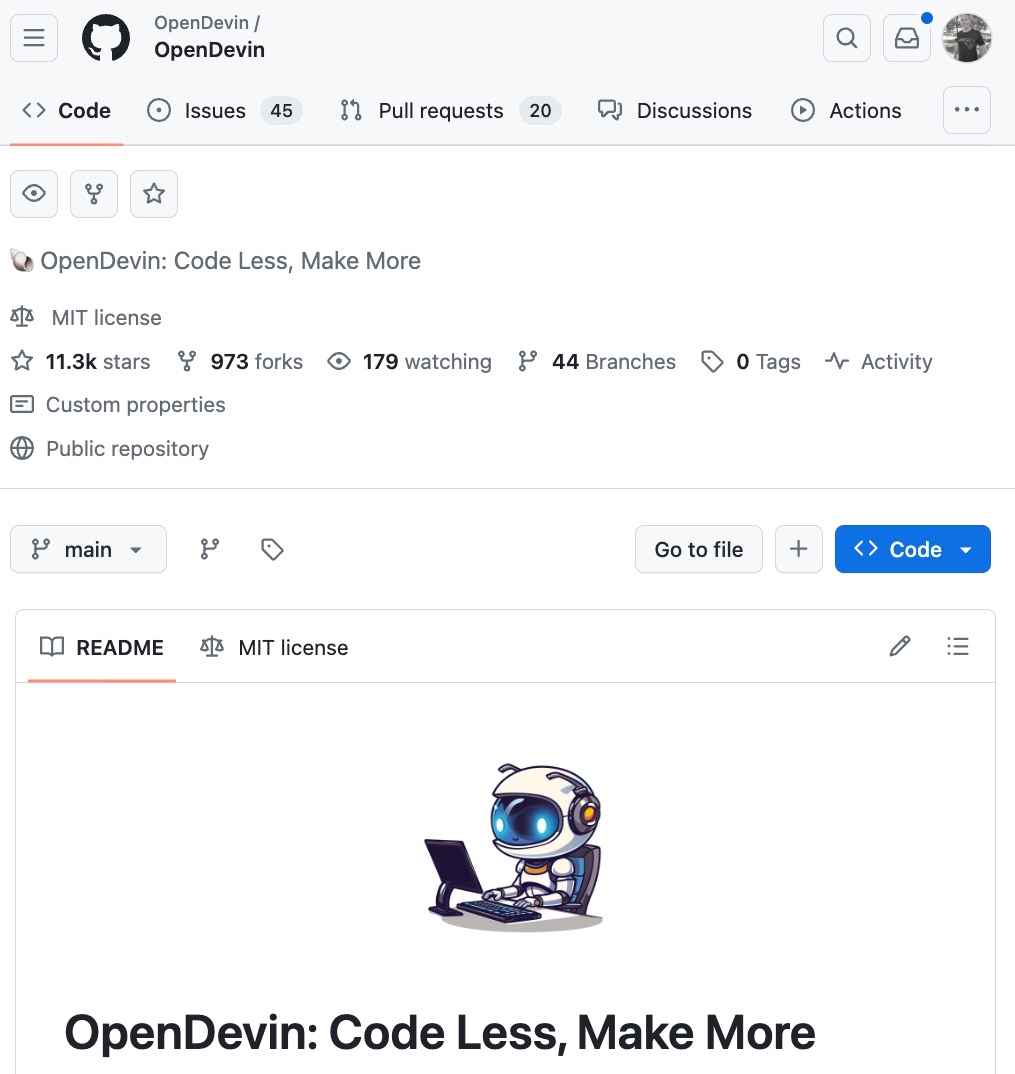 OpenDevin /
OpenDevin
Code Issues 45 Pull requests 20 Discussions Actions
OpenDevin: Code Less, Make More
MIT license
11.3k stars 973 forks 179 watching 44 Branches 0 Tags Activity
Custom properties
Public repository
main Go to file Code
README MIT license
OpenDevin: Code Less, Make More